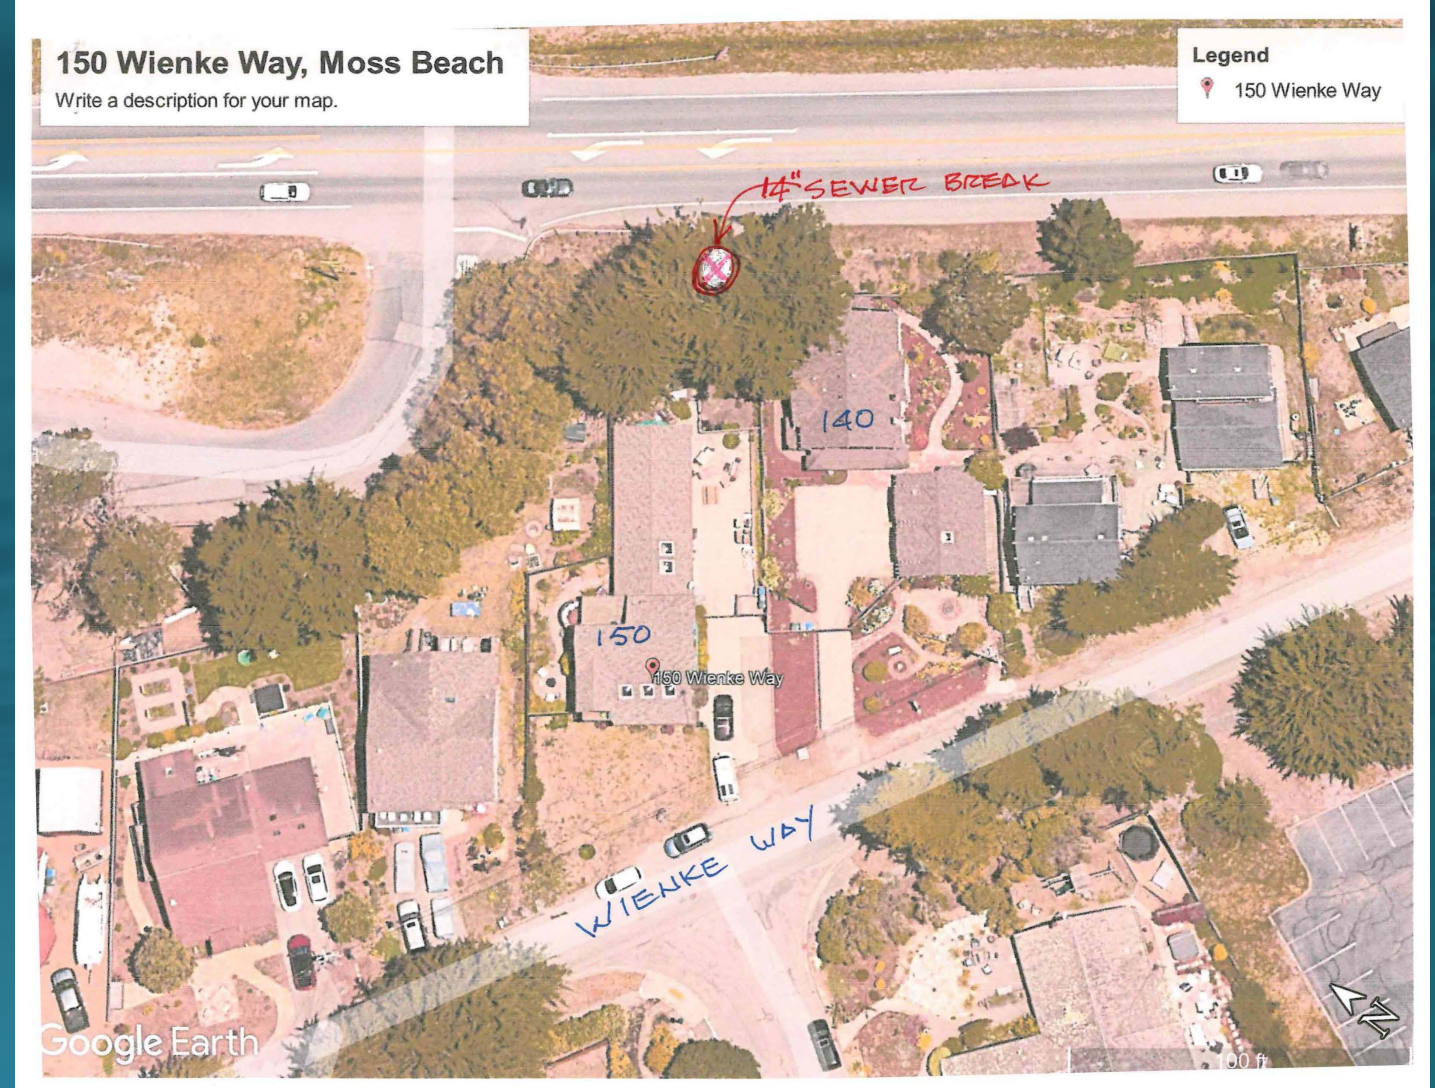 150 Wienke Way, Moss Beach
Write a description for your map.
Legend
150 Wienke Way
14" SEWER BREAK
140
150
150 Wienke Way
WIENKE WAY
Google Earth
N
100 ft